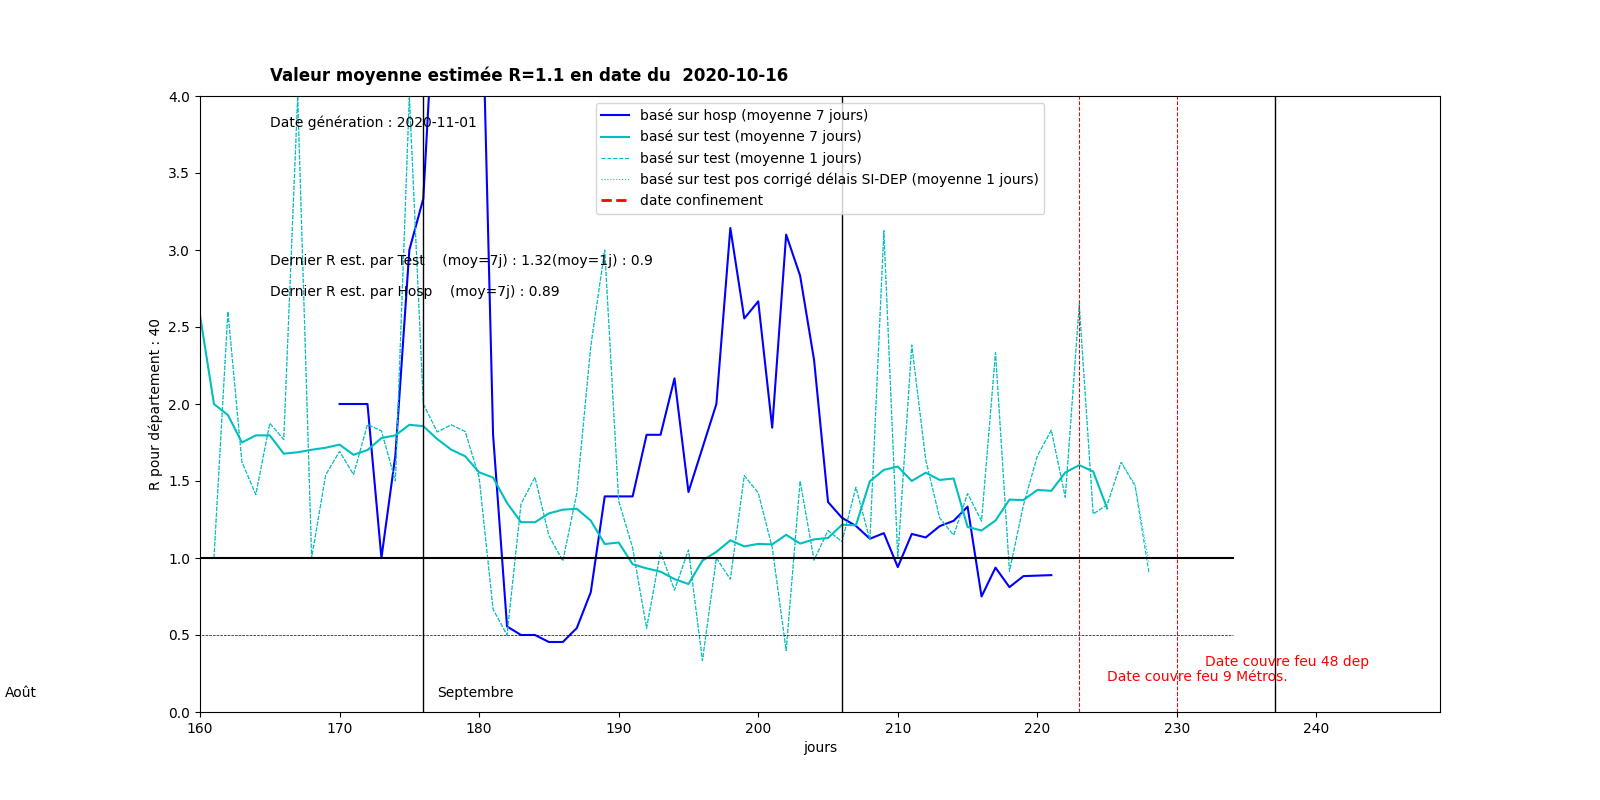 Valeur moyenne estimée R=1.1 en date du  2020-10-16
4.0
Date génération : 2020-11-01
basé sur hosp (moyenne 7 jours)
basé sur test (moyenne 7 jours)
basé sur test (moyenne 1 jours)
basé sur test pos corrigé délais SI-DEP (moyenne 1 jours)
date confinement
3.5
3.0
Dernier R est. par Test    (moy=7j) : 1.32(moy=1j) : 0.9
Dernier R est. par Hosp    (moy=7j) : 0.89
2.5
2.0
1.5
1.0
0.5
0.0
R pour département : 40
Date couvre feu 48 dep
Date couvre feu 9 Métros.
Août
Septembre
160 170 180 190 200 210 220 230 240
jours